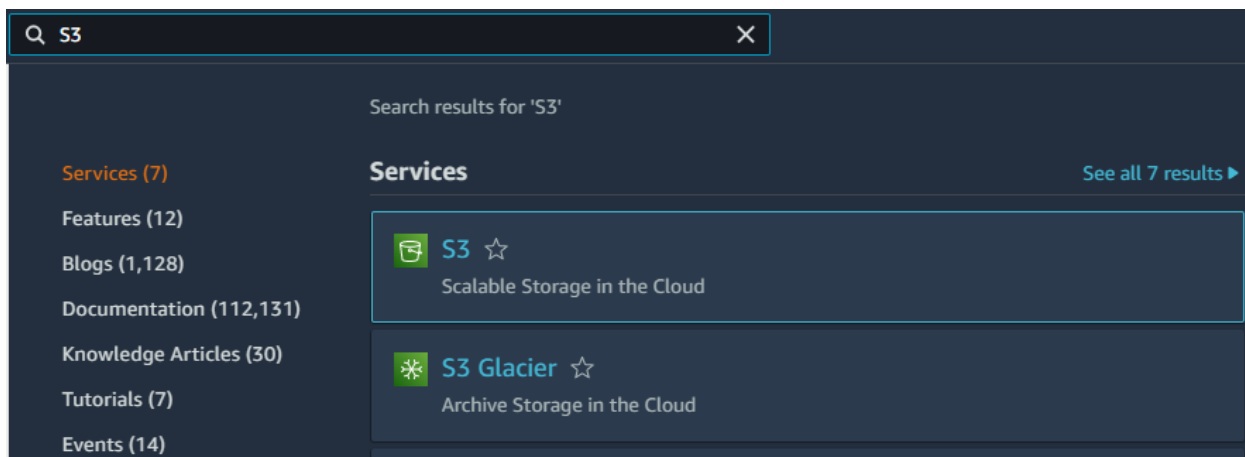 S3
Search results for 'S3'
Services (7)
Features (12)
Blogs (1,128)
Documentation (112,131)
Knowledge Articles (30)
Tutorials (7)
Events (14)
Services
See all 7 results
S3
Scalable Storage in the Cloud
S3 Glacier
Archive Storage in the Cloud